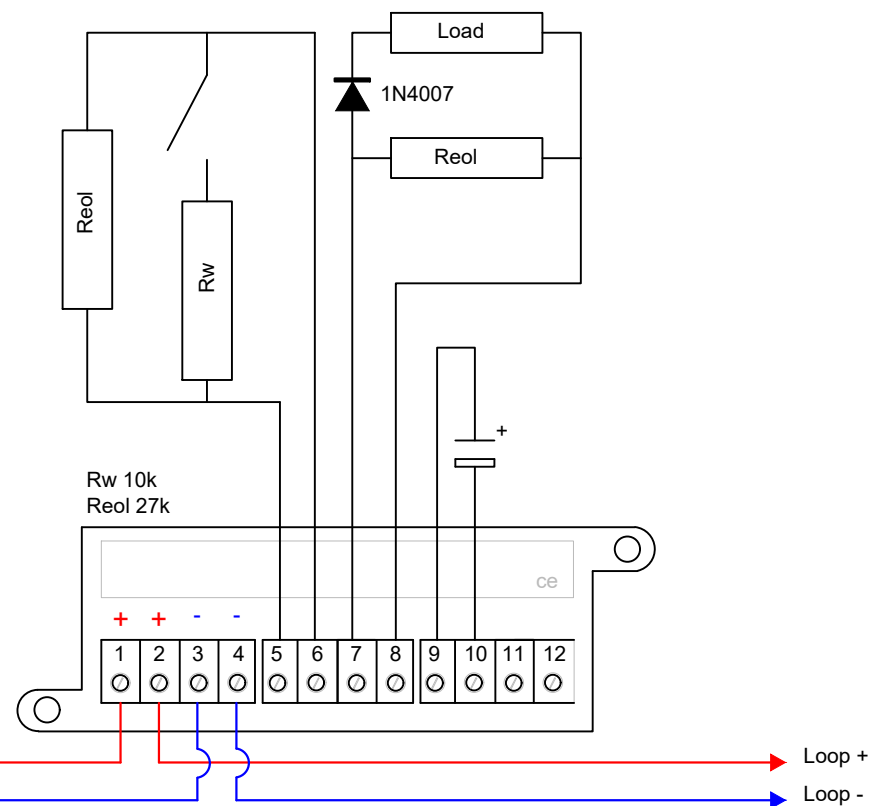 Load
1N4007
Reol
Reol
Rw
+
Rw 10k
Reol 27k
ce
+ + - -
1 2 3 4 5 6 7 8 9 10 11 12
Loop +
Loop -